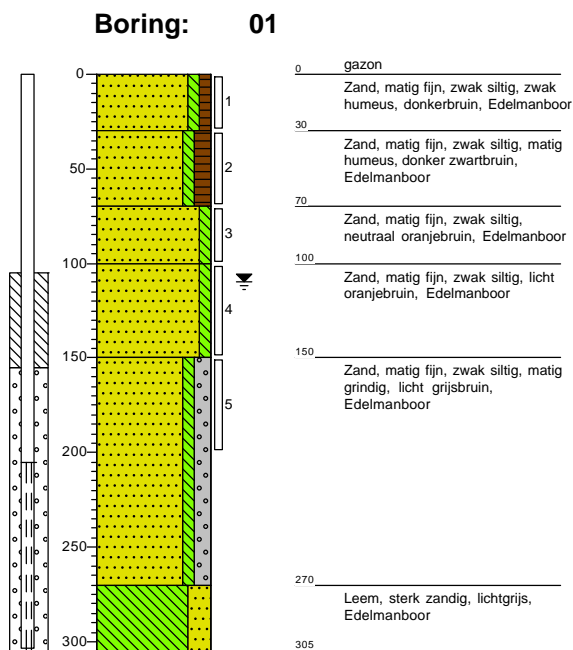 Boring: 01
0
50
100
150
200
250
300
1
2
3
4
5
0 gazon
Zand, matig fijn, zwak siltig, zwak
humeus, donkerbruin, Edelmanboor
30
Zand, matig fijn, zwak siltig, matig
humeus, donker zwartbruin,
Edelmanboor
70
Zand, matig fijn, zwak siltig,
neutraal oranjebruin, Edelmanboor
100
Zand, matig fijn, zwak siltig, licht
oranjebruin, Edelmanboor
150
Zand, matig fijn, zwak siltig, matig
grindig, licht grijsbruin,
Edelmanboor
270
Leem, sterk zandig, lichtgrijs,
Edelmanboor
305